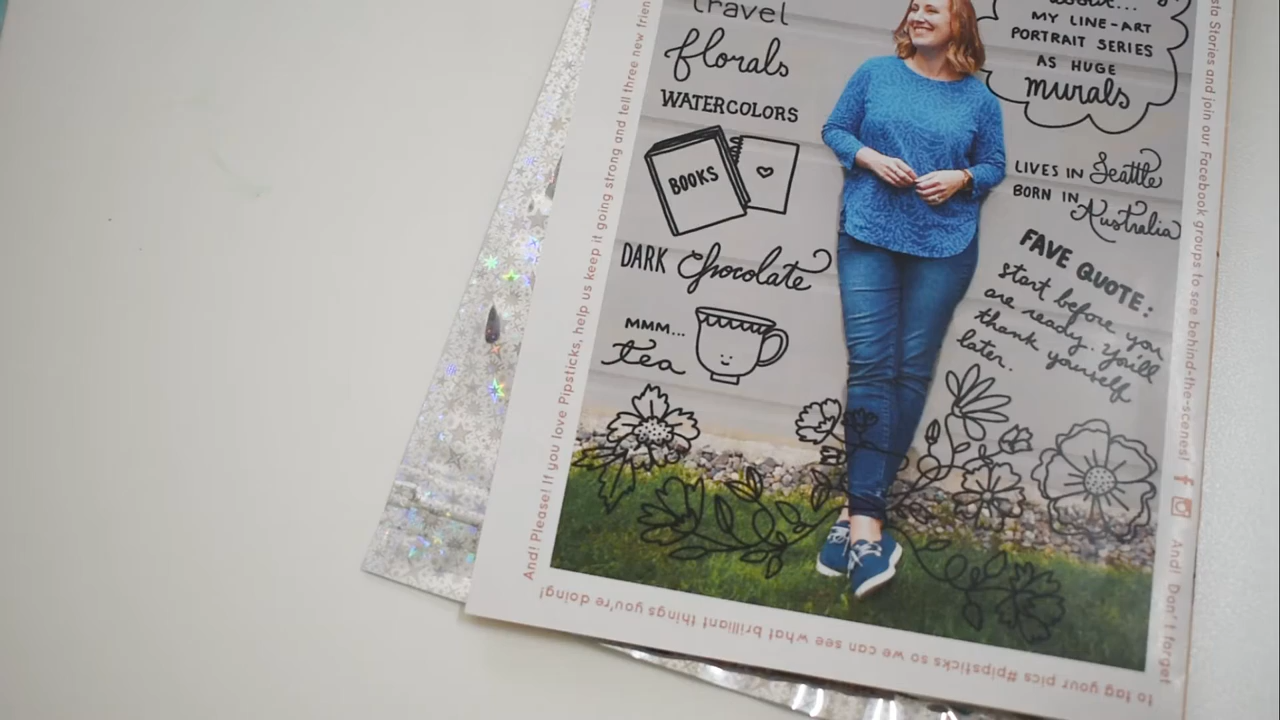 travel
florals
WATERCOLORS
BOOKS
DARK chocolate
MMM...
tea
about...
MY LINE-ART
PORTRAIT SERIES
AS HUGE
murals
LIVES IN Seattle
BORN IN Australia
FAVE QUOTE:
start before you
are ready. You'll
thank yourself
later.
And! Please! If you love Pipsticks, help us keep it going strong and tell three new frien
Stories and join our Facebook groups to see behind-the-scenes!
And! Don't forget
to tag your pics #pipsticks so we can see what brilliant things you're doing!